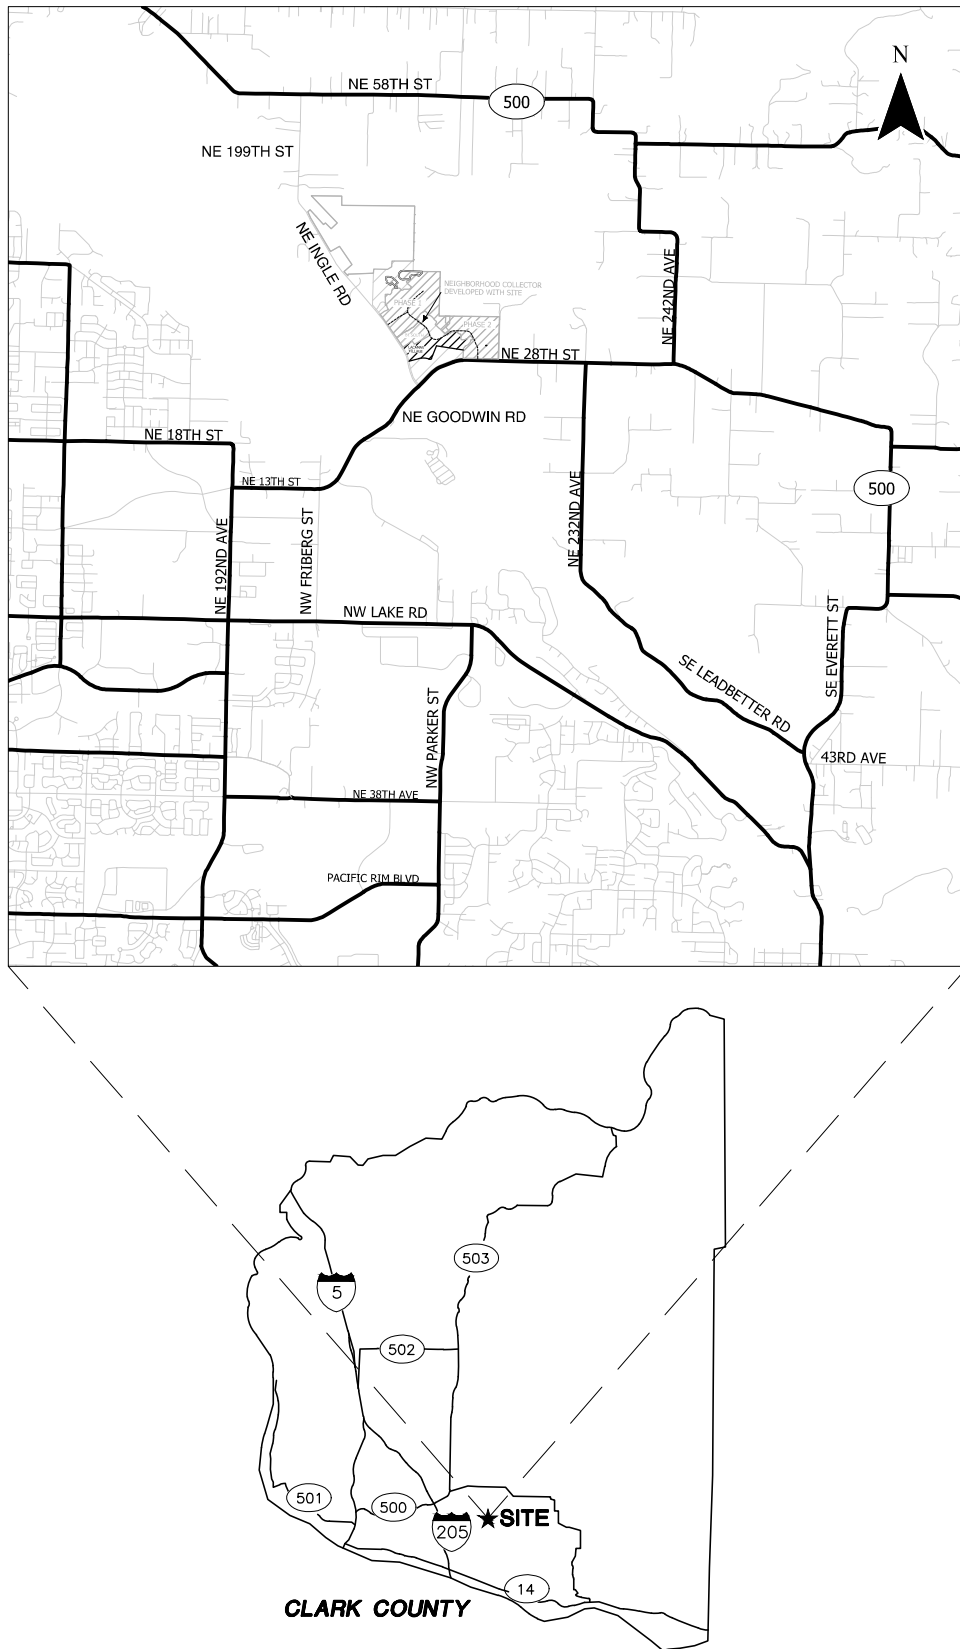 NE 58TH ST
500
N
NE 199TH ST
NE INGLE RD
NE 242ND AVE
NEIGHBORHOOD COLLECTOR
DEVELOPED WITH SITE
PHASE 1
PHASE 2
NE 28TH ST
NE GOODWIN RD
NE 18TH ST
NE 13TH ST
500
NE 192ND AVE
NW FRIBERG ST
NE 232ND AVE
NW LAKE RD
SE EVERETT ST
SE LEADBETTER RD
NW PARKER ST
43RD AVE
NE 38TH AVE
PACIFIC RIM BLVD
503
5
502
501
500
205
SITE
14
CLARK COUNTY